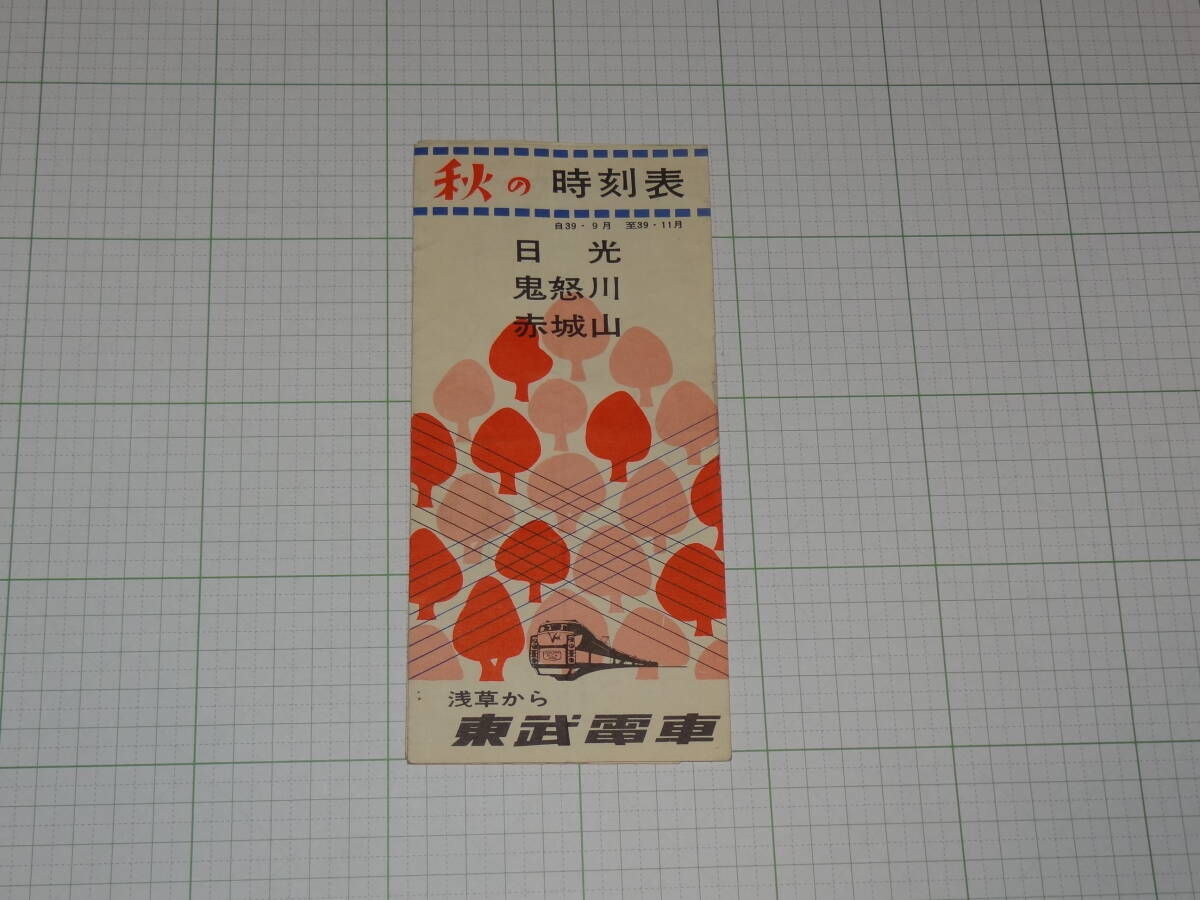 秋の 時刻表
自39・9月 至39・11月
日 光
鬼怒川
赤城山
浅草から
東武電車